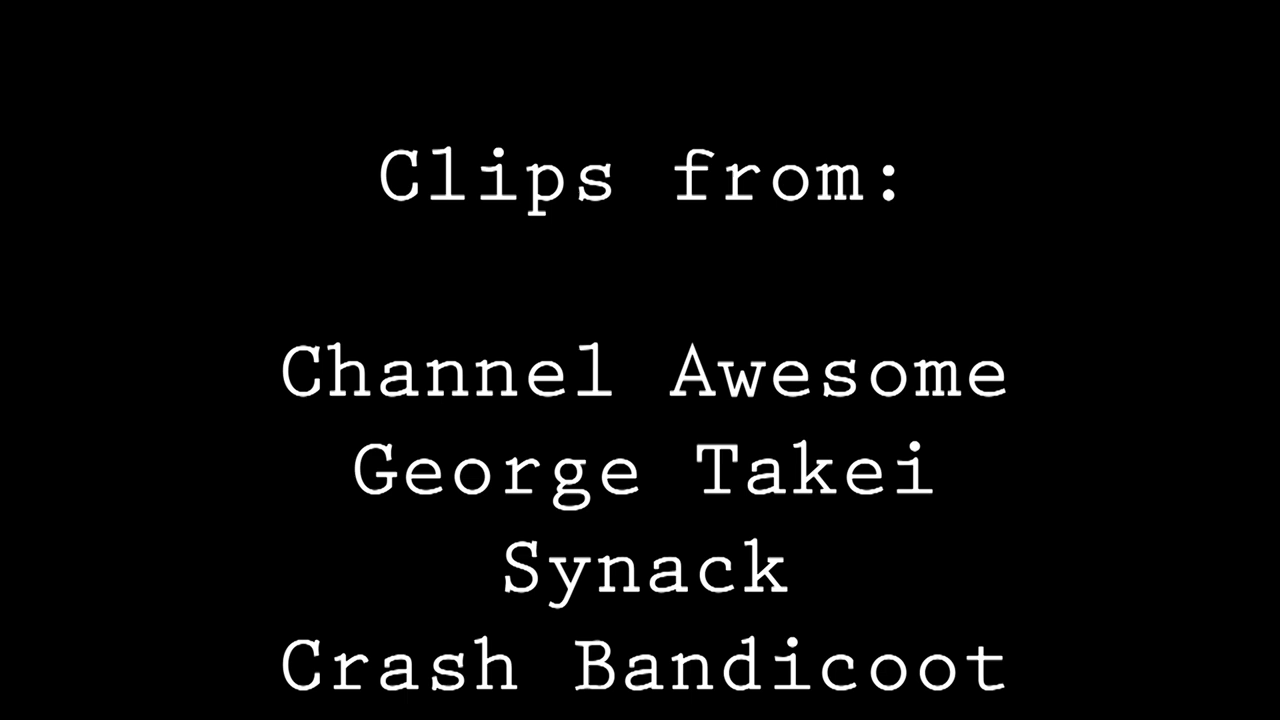 Clips from:
Channel Awesome
George Takei
Synack
Crash Bandicoot